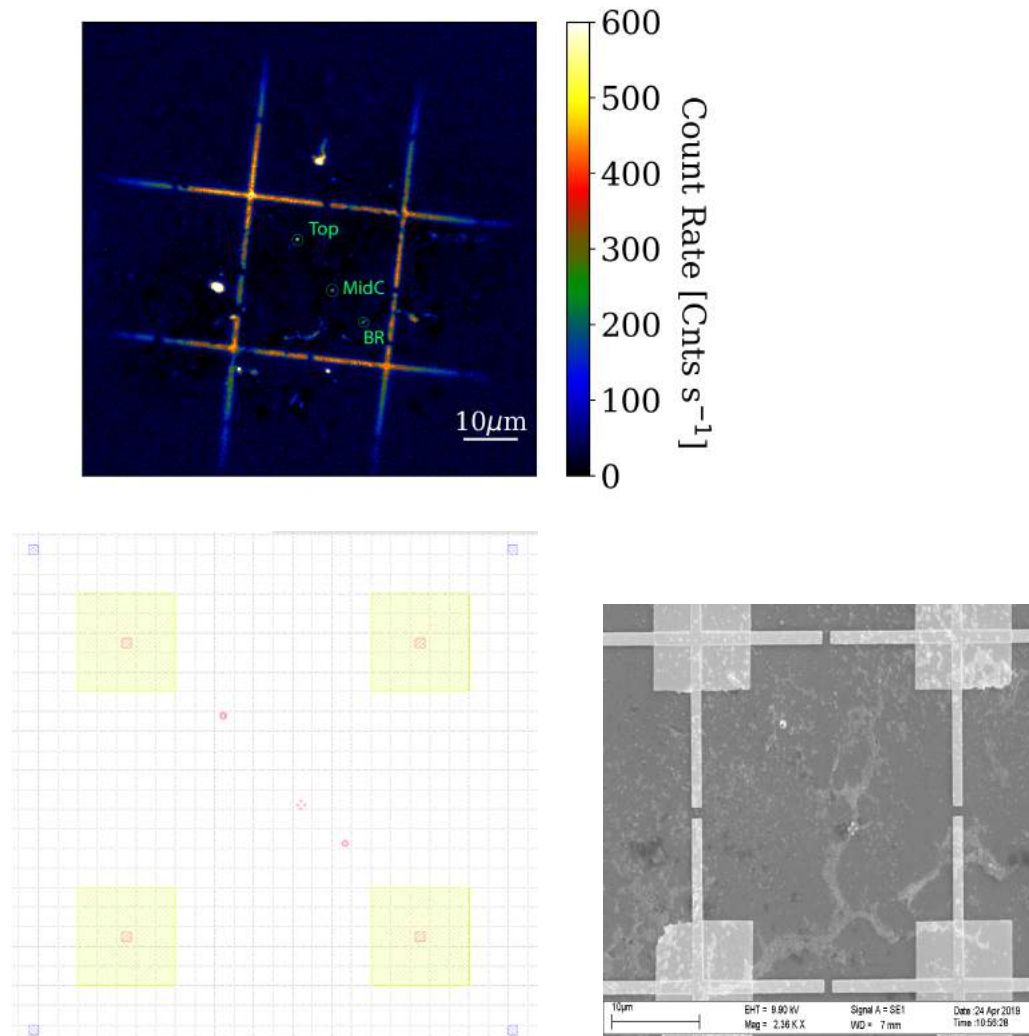 600
500
400
300
200
100
0
Count Rate [Cnts s⁻¹]
Top
MidC
BR
10μm
10μm
EHT = 9.90 kV
Signal A = SE1
Date :24 Apr 2019
Mag = 2.36 K X
WD = 7 mm
Time :10:56:28